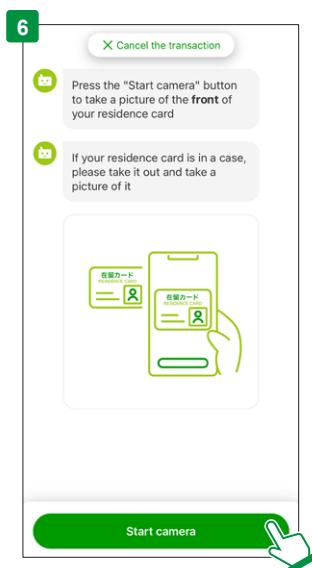 6
× Cancel the transaction
Press the "Start camera" button
to take a picture of the front of
your residence card
If your residence card is in a case,
please take it out and take a
picture of it
在留カード
RESIDENCE CARD
在留カード
RESIDENCE CARD
Start camera